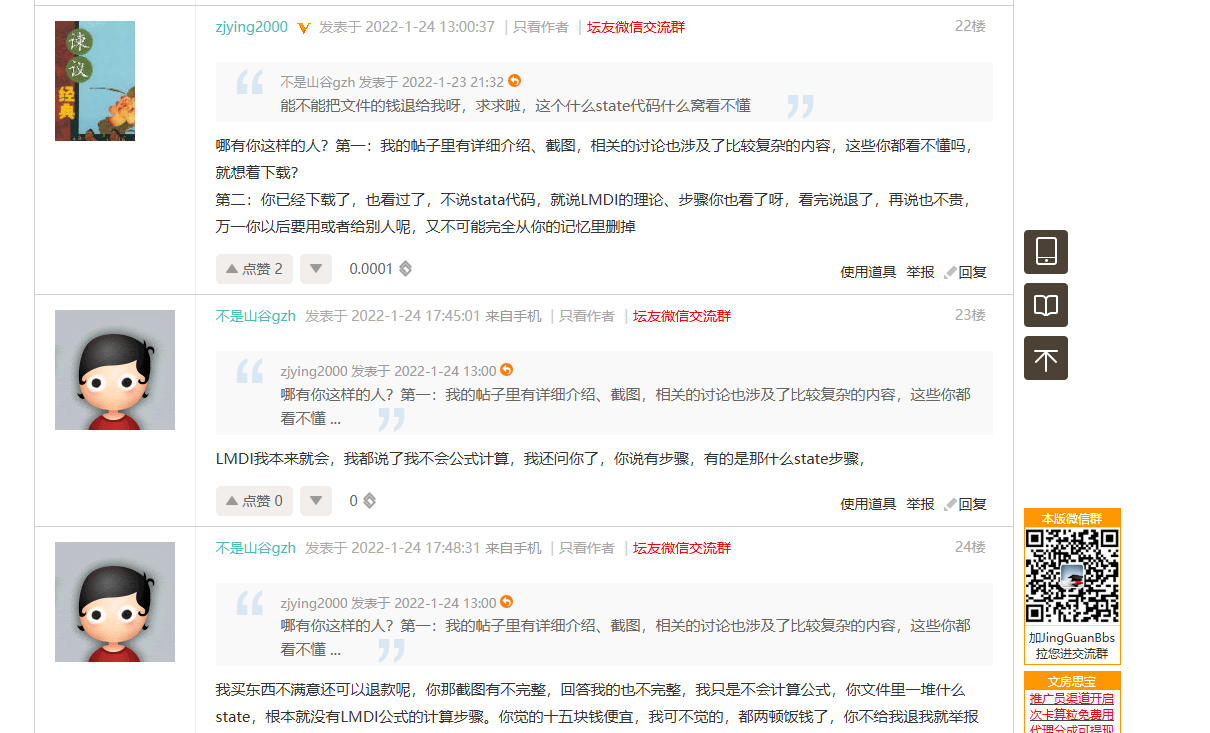 谏
议
经典
zjying2000 发表于 2022-1-24 13:00:37 |只看作者 |坛友微信交流群 22楼
不是山谷gzh 发表于 2022-1-23 21:32
能不能把文件的钱退给我呀，求求啦，这个什么state代码什么窝看不懂
哪有你这样的人？第一：我的帖子里有详细介绍、截图，相关的讨论也涉及了比较复杂的内容，这些你都看不懂吗，
就想着下载？
第二：你已经下载了，也看过了，不说stata代码，就说LMDI的理论、步骤你也看了呀，看完说退了，再说也不贵，
万一你以后要用或者给别人呢，又不可能完全从你的记忆里删掉
点赞 2 0.0001 使用道具 举报 回复
不是山谷gzh 发表于 2022-1-24 17:45:01 来自手机 |只看作者 |坛友微信交流群 23楼
zjying2000 发表于 2022-1-24 13:00
哪有你这样的人？第一：我的帖子里有详细介绍、截图，相关的讨论也涉及了比较复杂的内容，这些你都
看不懂 ...
LMDI我本来就会，我都说了我不会公式计算，我还问你了，你说有步骤，有的是那什么state步骤，
点赞 0 0 使用道具 举报 回复
不是山谷gzh 发表于 2022-1-24 17:48:31 来自手机 |只看作者 |坛友微信交流群 24楼
zjying2000 发表于 2022-1-24 13:00
哪有你这样的人？第一：我的帖子里有详细介绍、截图，相关的讨论也涉及了比较复杂的内容，这些你都
看不懂 ...
我买东西不满意还可以退款呢，你那截图有不完整，回答我的也不完整，我只是不会计算公式，你文件里一堆什么
state，根本就没有LMDI公式的计算步骤。你觉的十五块钱便宜，我可不觉的，都两顿饭钱了，你不给我退我就举报
本版微信群
加JingGuanBbs
拉您进交流群
文房思宝
推广员渠道开启
次卡算粒免费用
代理分成可提现